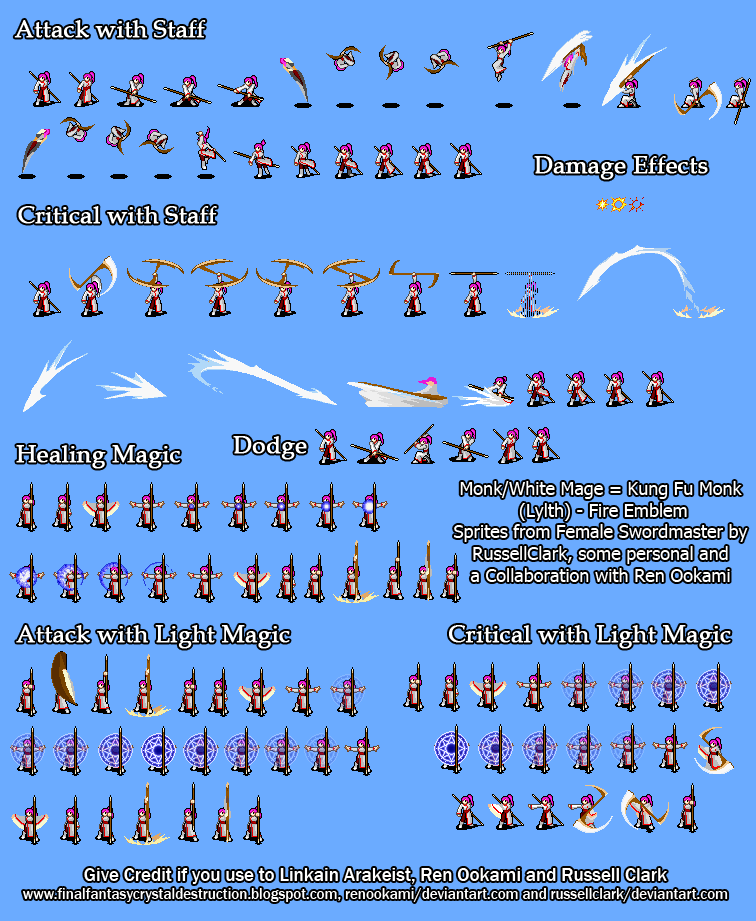 Attack with Staff
Damage Effects
Critical with Staff
Dodge
Healing Magic
Monk/White Mage = Kung Fu Monk
(Lylth) - Fire Emblem
Sprites from Female Swordmaster by
RussellClark, some personal and
a Collaboration with Ren Ookami
Attack with Light Magic
Critical with Light Magic
Give Credit if you use to Linkain Arakeist, Ren Ookami and Russell Clark
www.finalfantasycrystaldestruction.blogspot.com, renookami/deviantart.com and russellclark/deviantart.com